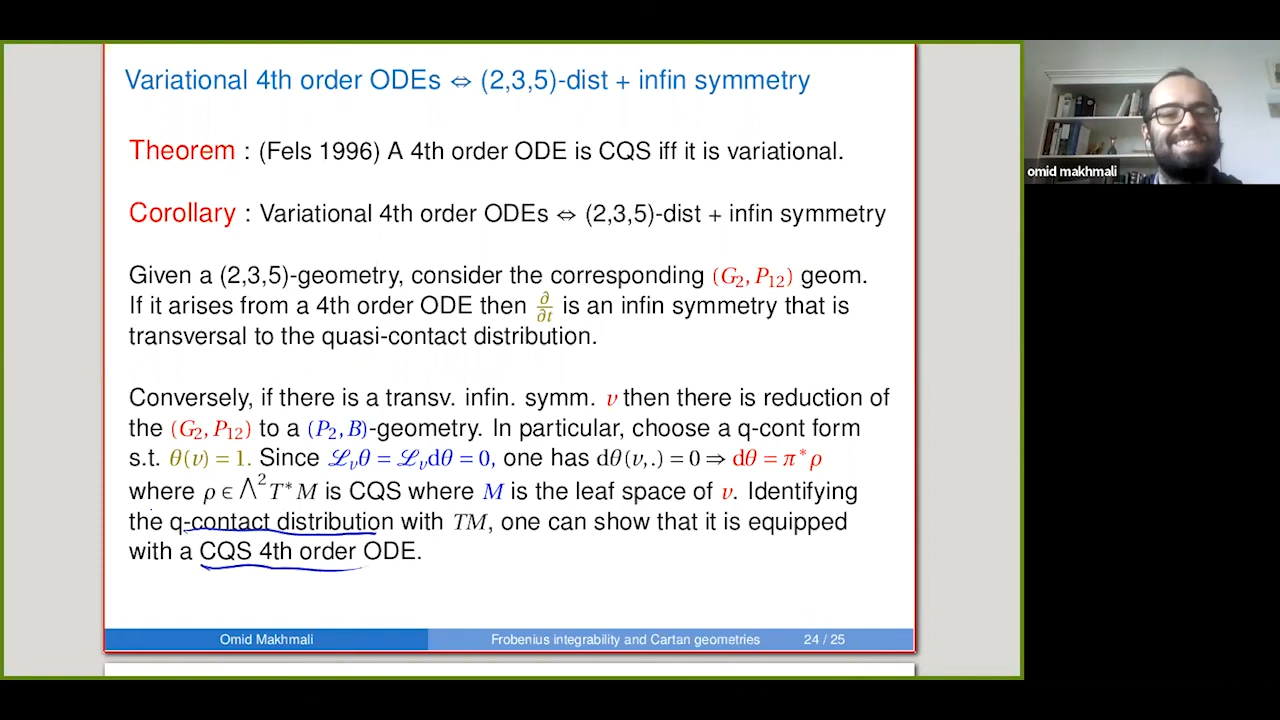 Variational 4th order ODEs ⇔ (2,3,5)-dist + infin symmetry
Theorem : (Fels 1996) A 4th order ODE is CQS iff it is variational.
Corollary : Variational 4th order ODEs ⇔ (2,3,5)-dist + infin symmetry
Given a (2,3,5)-geometry, consider the corresponding (G₂, P₁₂) geom.
If it arises from a 4th order ODE then ∂/∂t is an infin symmetry that is
transversal to the quasi-contact distribution.
Conversely, if there is a transv. infin. symm. v then there is reduction of
the (G₂, P₁₂) to a (P₂, B)-geometry. In particular, choose a q-cont form
s.t. θ(v) = 1. Since ℒᵥθ = ℒᵥdθ = 0, one has dθ(v,.) = 0 ⇒ dθ = π*ρ
where ρ ∈ ⋀²T*M is CQS where M is the leaf space of v. Identifying
the q-contact distribution with TM, one can show that it is equipped
with a CQS 4th order ODE.
Omid Makhmali
Frobenius integrability and Cartan geometries
24 / 25
omid makhmali